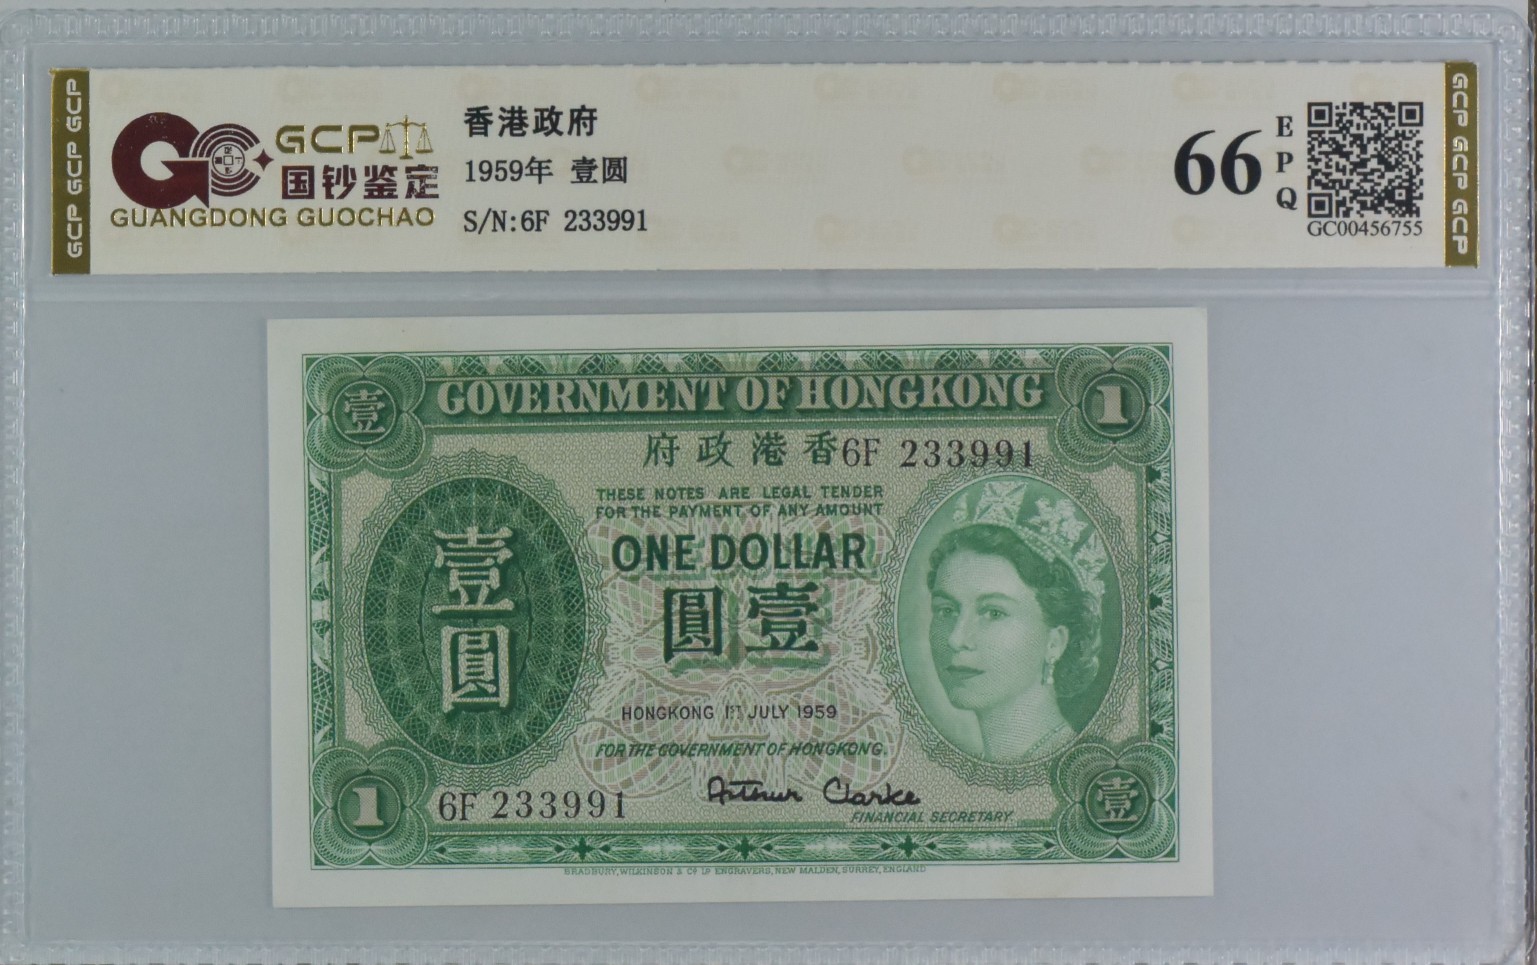 GCP GCP GCP
GCP
国钞鉴定
GUANGDONG GUOCHAO
香港政府
1959年 壹圆
S/N:6F 233991
66
EPQ
GC00456755
GCP GCP GCP
壹
GOVERNMENT OF HONGKONG
1
府政港香
6F 233991
THESE NOTES ARE LEGAL TENDER
FOR THE PAYMENT OF ANY AMOUNT
ONE DOLLAR
圓壹
壹圓
HONGKONG 1ST JULY 1959
FOR THE GOVERNMENT OF HONGKONG.
Arthur Clarke
FINANCIAL SECRETARY.
1
6F 233991
壹
BRADBURY, WILKINSON & Co. Ld. ENGRAVERS, NEW MALDEN, SURREY, ENGLAND